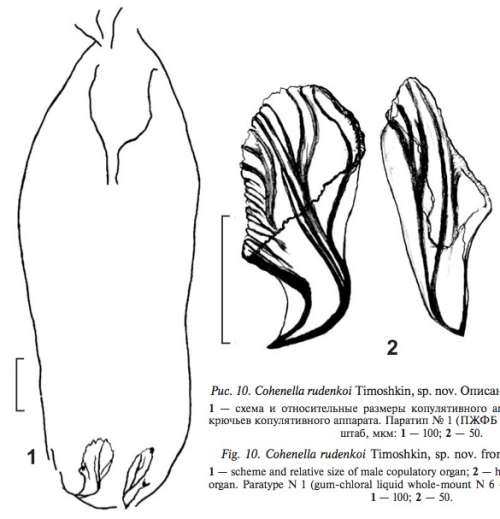 1
2
Рис. 10. Cohenella rudenkoi Timoshkin, sp. nov. Описан
1 — схема и относительные размеры копулятивного ап
крючьев копулятивного аппарата. Паратип № 1 (ПЖФБ
штаб, мкм: 1 — 100; 2 — 50.
Fig. 10. Cohenella rudenkoi Timoshkin, sp. nov. from
1 — scheme and relative size of male copulatory organ; 2 — h
organ. Paratype N 1 (gum-chloral liquid whole-mount N 6
1 — 100; 2 — 50.